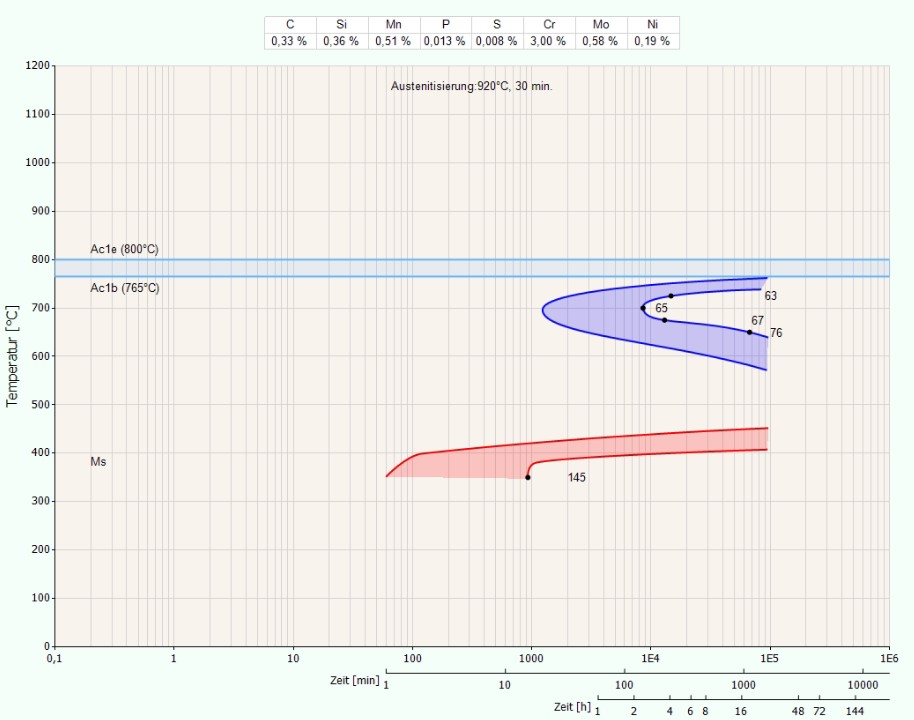 C Si Mn P S Cr Mo Ni
0,33 % 0,36 % 0,51 % 0,013 % 0,008 % 3,00 % 0,58 % 0,19 %
Austenitisierung:920°C, 30 min.
Temperatur [°C]
1200
1100
1000
900
800
700
600
500
400
300
200
100
0
Ac1e (800°C)
Ac1b (765°C)
63
65
67
76
Ms
145
0,1 1 10 100 1000 1E4 1E5 1E6
Zeit [min] 1 10 100 1000 10000
Zeit [h] 1 2 4 6 8 16 48 72 144